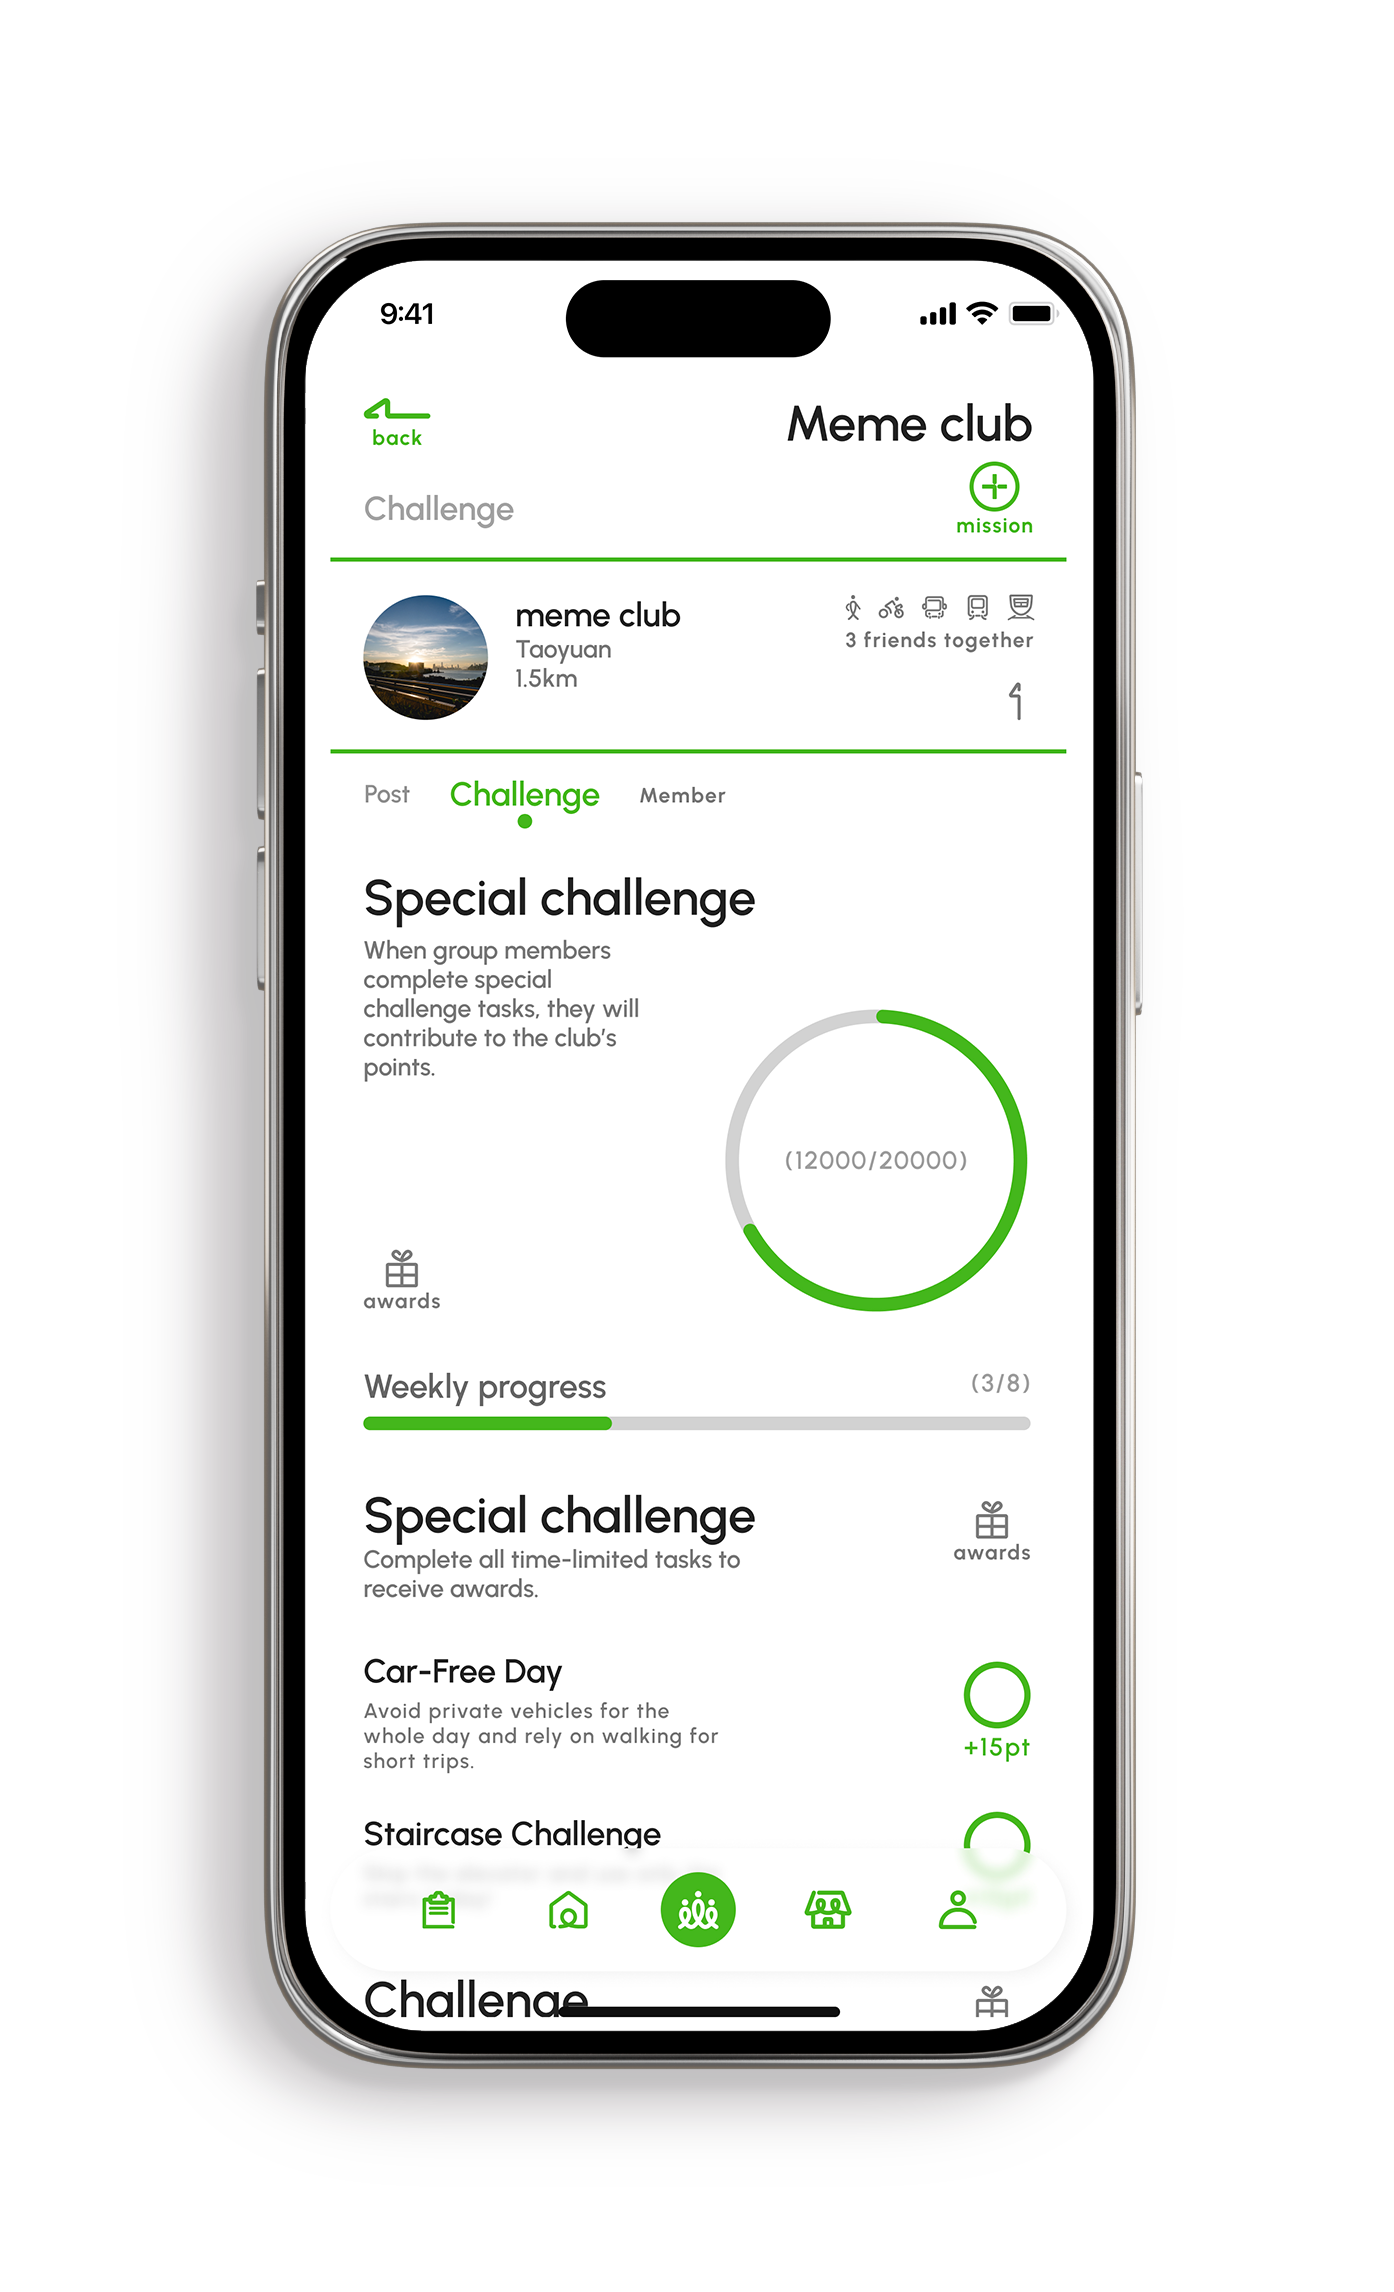 9:41
back
Meme club
Challenge
mission
meme club
Taoyuan
1.5km
3 friends together
Post
Challenge
Member
Special challenge
When group members
complete special
challenge tasks, they will
contribute to the club's
points.
(12000/20000)
awards
Weekly progress
(3/8)
Special challenge
awards
Complete all time-limited tasks to
receive awards.
Car-Free Day
Avoid private vehicles for the
whole day and rely on walking for
short trips.
+15pt
Staircase Challenge
Challenge